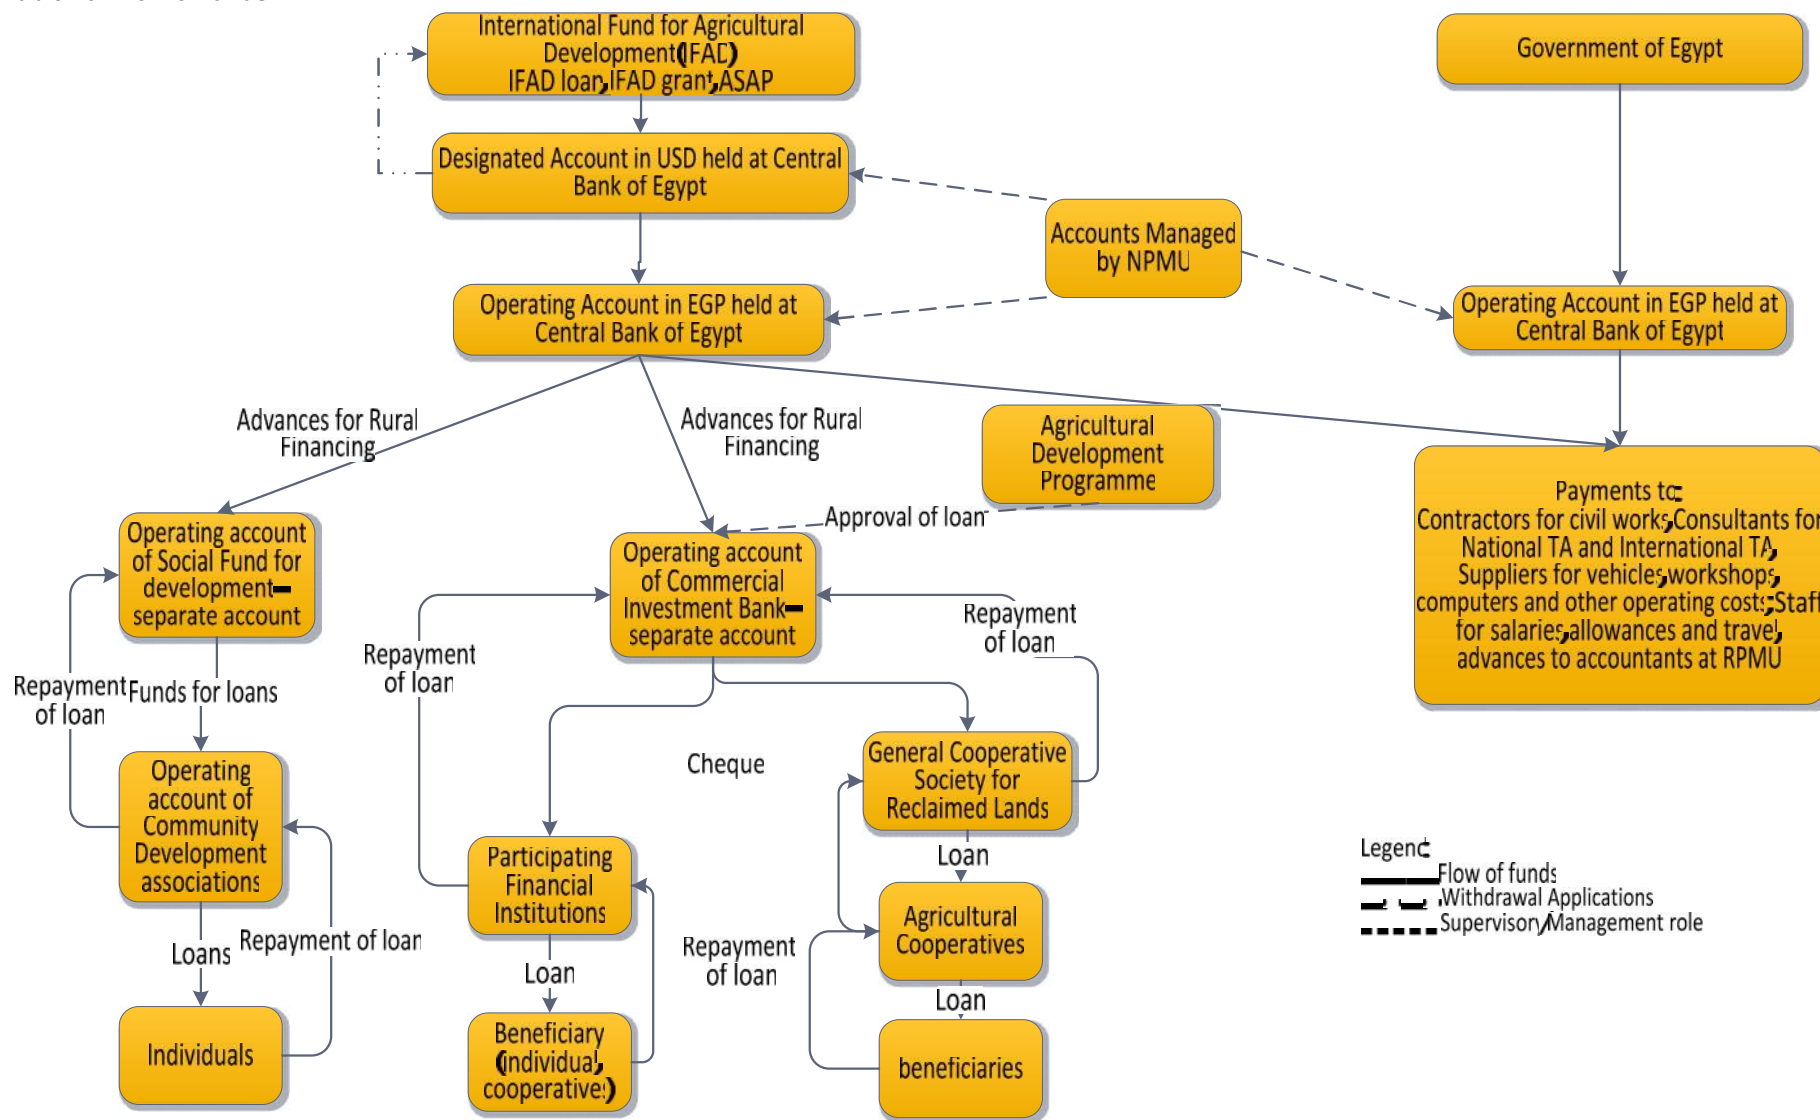 International Fund for Agricultural
Development(IFAD)
IFAD loan,IFAD grant,ASAP
Government of Egypt
Designated Account in USD held at Central
Bank of Egypt
Accounts Managed
by NPMU
Operating Account in EGP held at
Central Bank of Egypt
Operating Account in EGP held at
Central Bank of Egypt
Advances for Rural
Financing
Advances for Rural
Financing
Agricultural
Development
Programme
Approval of loan
Payments to:
Contractors for civil works,Consultants for
National TA and International TA,
Suppliers for vehicles,workshops,
computers and other operating costs;Staff
for salaries,allowances and travel,
advances to accountants at RPMU
Operating account
of Social Fund for
development–
separate account
Operating account
of Commercial
Investment Bank–
separate account
Repayment
of loan
Repayment
of loan
Repayment
of loan
Funds for loans
Cheque
Operating
account of
Community
Development
associations
General Cooperative
Society for
Reclaimed Lands
Participating
Financial
Institutions
Loan
Agricultural
Cooperatives
Loans
Repayment of loan
Loan
Repayment
of loan
Loan
Individuals
Beneficiary
(individual,
cooperatives)
beneficiaries
Legend:
Flow of funds
Withdrawal Applications
Supervisory/Management role